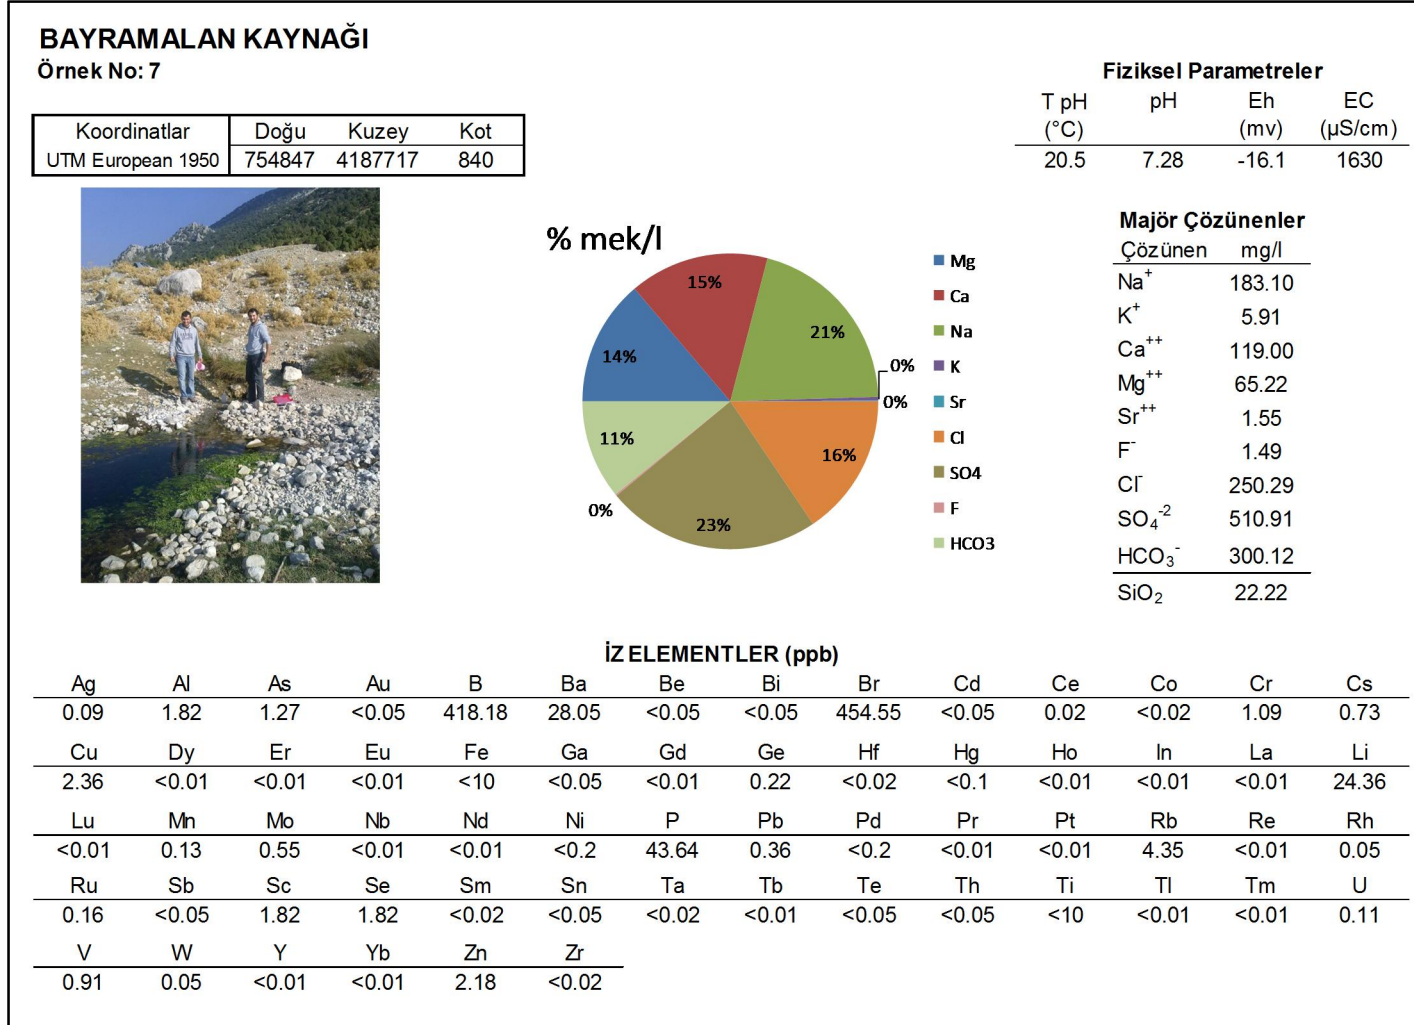 BAYRAMALAN KAYNAĞI
Örnek No: 7
Koordinatlar Doğu Kuzey Kot
UTM European 1950 754847 4187717 840
Fiziksel Parametreler
T pH pH Eh EC
(°C) (mv) (µS/cm)
20.5 7.28 -16.1 1630
% mek/l
15%
21%
14%
0%
0%
11%
16%
0%
23%
Mg
Ca
Na
K
Sr
Cl
SO4
F
HCO3
Majör Çözünenler
Çözünen mg/l
Na⁺ 183.10
K⁺ 5.91
Ca⁺⁺ 119.00
Mg⁺⁺ 65.22
Sr⁺⁺ 1.55
F⁻ 1.49
Cl⁻ 250.29
SO₄⁻² 510.91
HCO₃⁻ 300.12
SiO₂ 22.22
İZ ELEMENTLER (ppb)
Ag Al As Au B Ba Be Bi Br Cd Ce Co Cr Cs
0.09 1.82 1.27 <0.05 418.18 28.05 <0.05 <0.05 454.55 <0.05 0.02 <0.02 1.09 0.73
Cu Dy Er Eu Fe Ga Gd Ge Hf Hg Ho In La Li
2.36 <0.01 <0.01 <0.01 <10 <0.05 <0.01 0.22 <0.02 <0.1 <0.01 <0.01 <0.01 24.36
Lu Mn Mo Nb Nd Ni P Pb Pd Pr Pt Rb Re Rh
<0.01 0.13 0.55 <0.01 <0.01 <0.2 43.64 0.36 <0.2 <0.01 <0.01 4.35 <0.01 0.05
Ru Sb Sc Se Sm Sn Ta Tb Te Th Ti Tl Tm U
0.16 <0.05 1.82 1.82 <0.02 <0.05 <0.02 <0.01 <0.05 <0.05 <10 <0.01 <0.01 0.11
V W Y Yb Zn Zr
0.91 0.05 <0.01 <0.01 2.18 <0.02